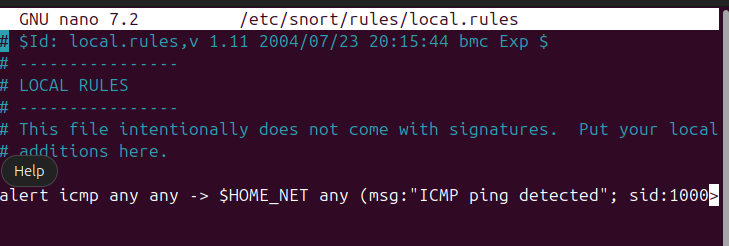 GNU nano 7.2 /etc/snort/rules/local.rules
# $Id: local.rules,v 1.11 2004/07/23 20:15:44 bmc Exp $
# ----------------
# LOCAL RULES
# ----------------
# This file intentionally does not come with signatures.  Put your local
# additions here.
Help
alert icmp any any -> $HOME_NET any (msg:"ICMP ping detected"; sid:1000>